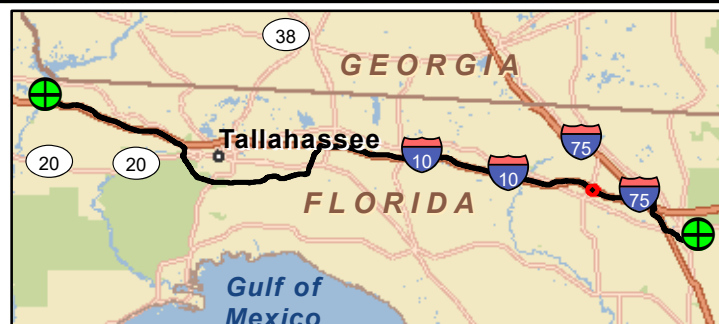 38
GEORGIA
Tallahassee
75
10
20
20
10
75
FLORIDA
Gulf of
Mexico